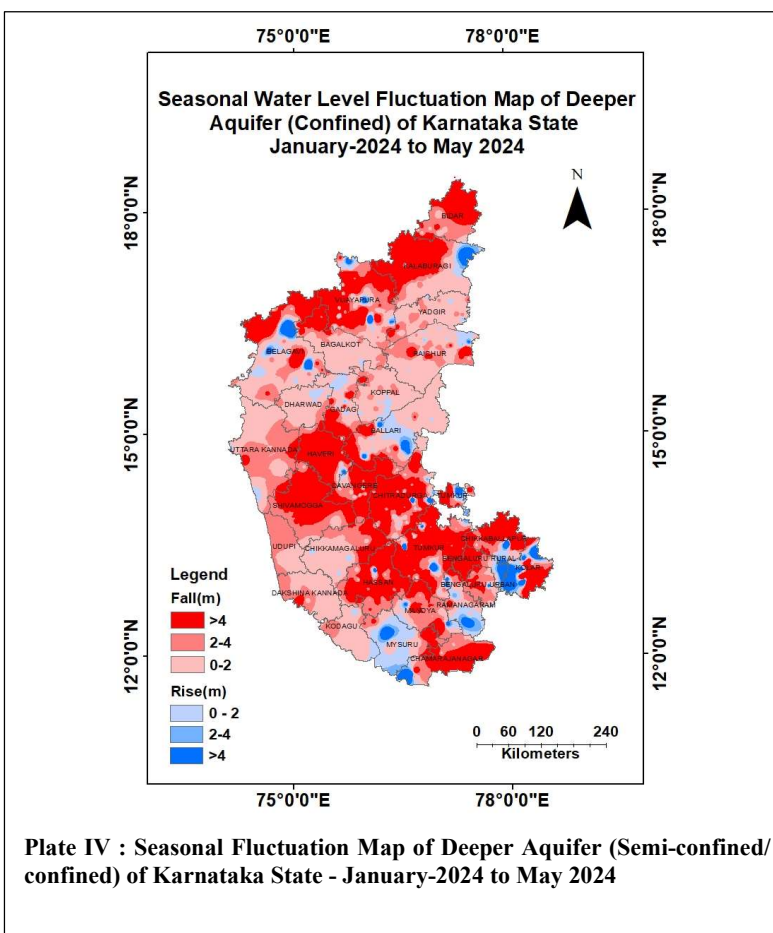 75°0'0"E 78°0'0"E
Seasonal Water Level Fluctuation Map of Deeper
Aquifer (Confined) of Karnataka State
January-2024 to May 2024
N
18°0'0"N 18°0'0"N
BIDAR
KALABURAGI
VIJAYAPURA
YADGIR
BAGALKOT
BELAGAVI
RAICHUR
KOPPAL
DHARWAD
GADAG
15°0'0"N 15°0'0"N
BALLARI
UTTARA KANNADA
HAVERI
DAVANGERE
CHITRADURGA
TUMKUR
SHIVAMOGGA
CHIKKABALLAPURA
UDUPI
CHIKKAMAGALURU
TUMKUR
BENGALURU RURAL
KOLAR
Legend
HASSAN
BENGALURU URBAN
Fall(m)
DAKSHINA KANNADA
RAMANAGARAM
>4
MANDYA
2-4
KODAGU
0-2
MYSURU
12°0'0"N 12°0'0"N
CHAMARAJANAGAR
Rise(m)
0 - 2
2-4
>4
0 60 120 240
Kilometers
75°0'0"E 78°0'0"E
Plate IV : Seasonal Fluctuation Map of Deeper Aquifer (Semi-confined/
confined) of Karnataka State - January-2024 to May 2024